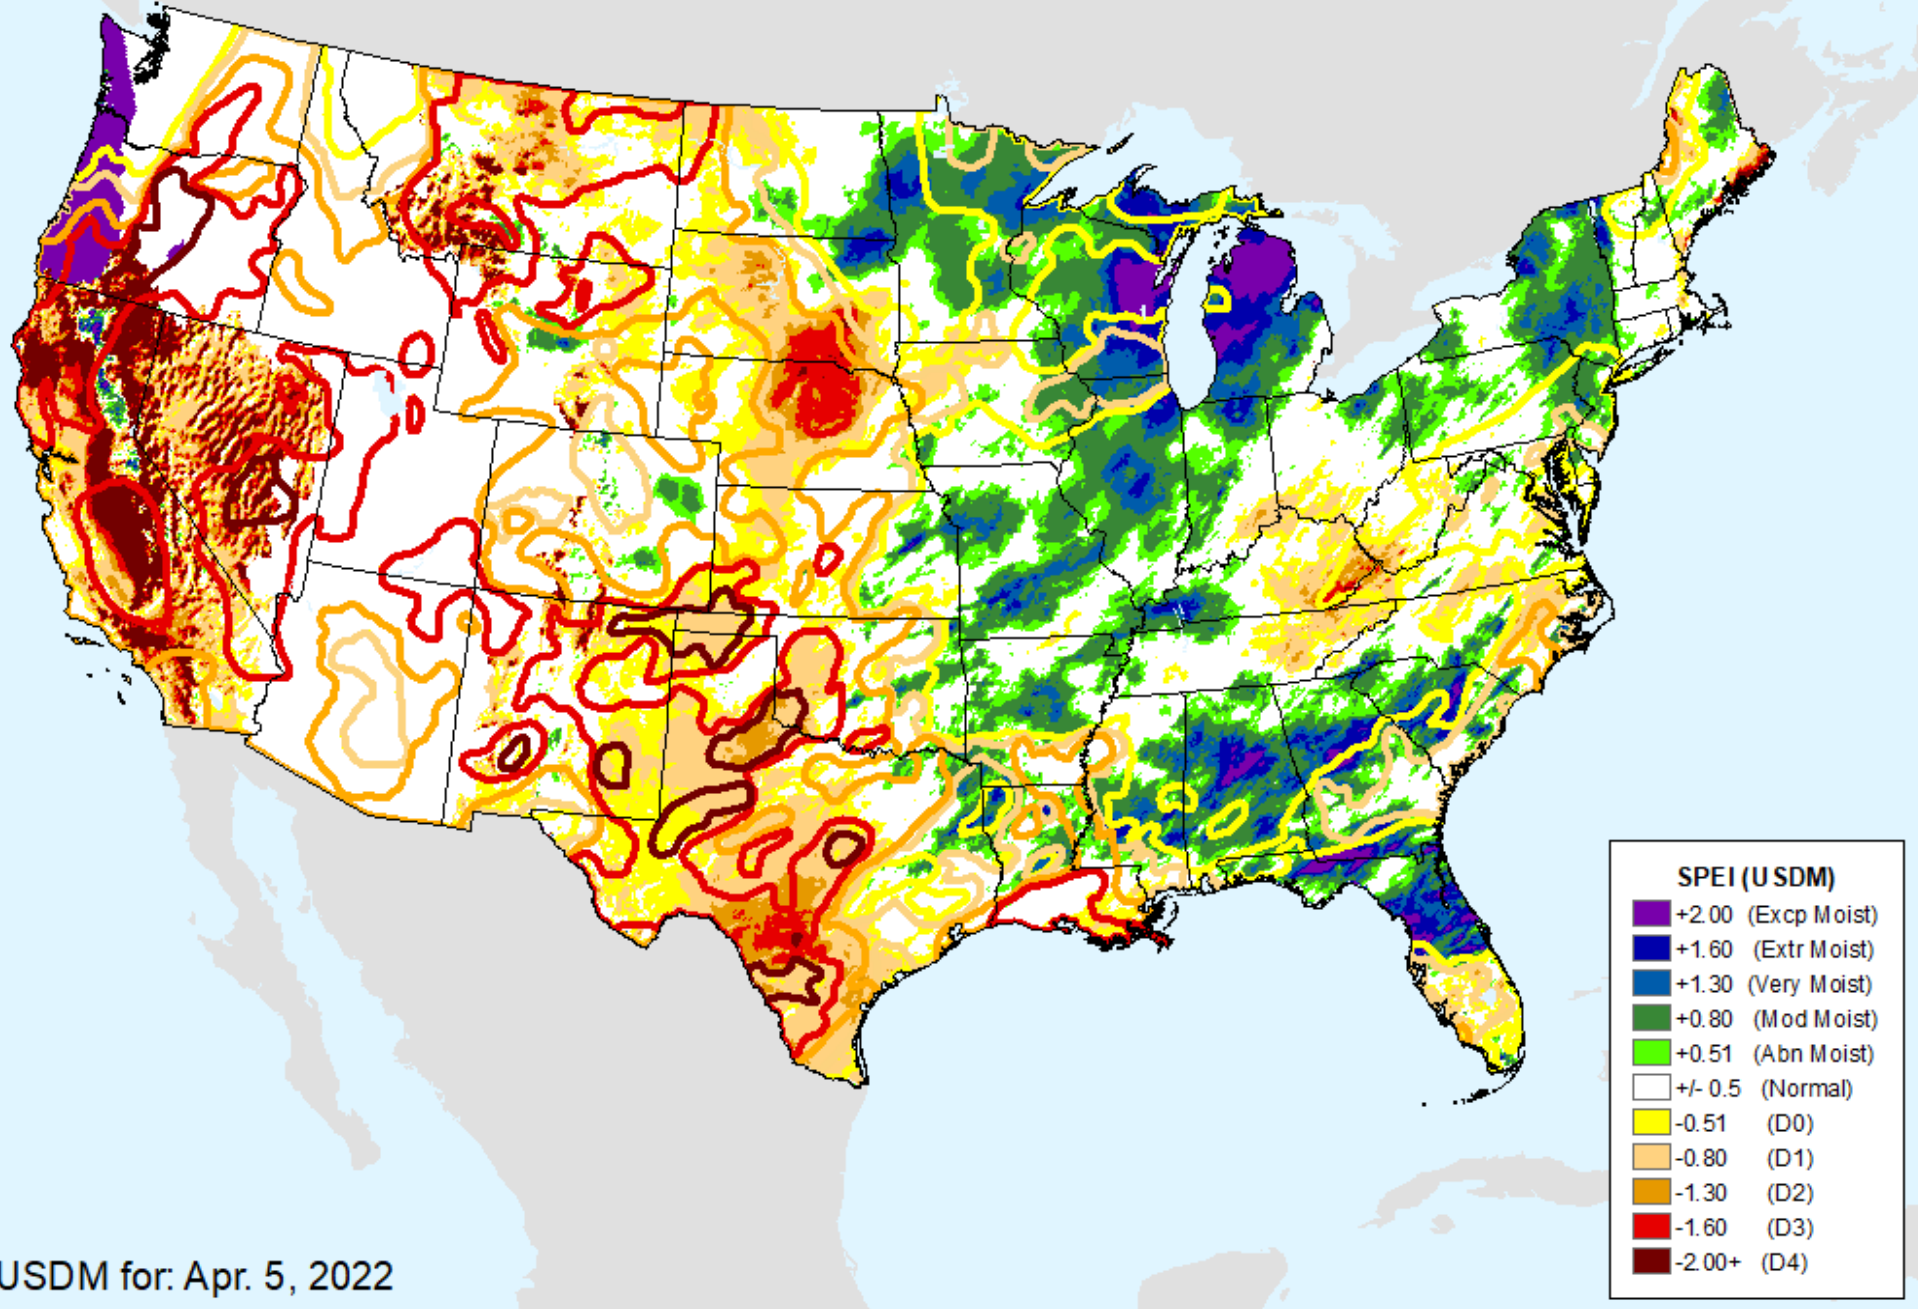 SPEI (USDM)
+2.00 (Excp Moist)
+1.60 (Extr Moist)
+1.30 (Very Moist)
+0.80 (Mod Moist)
+0.51 (Abn Moist)
+/- 0.5 (Normal)
-0.51 (D0)
-0.80 (D1)
-1.30 (D2)
-1.60 (D3)
-2.00+ (D4)
USDM for: Apr. 5, 2022